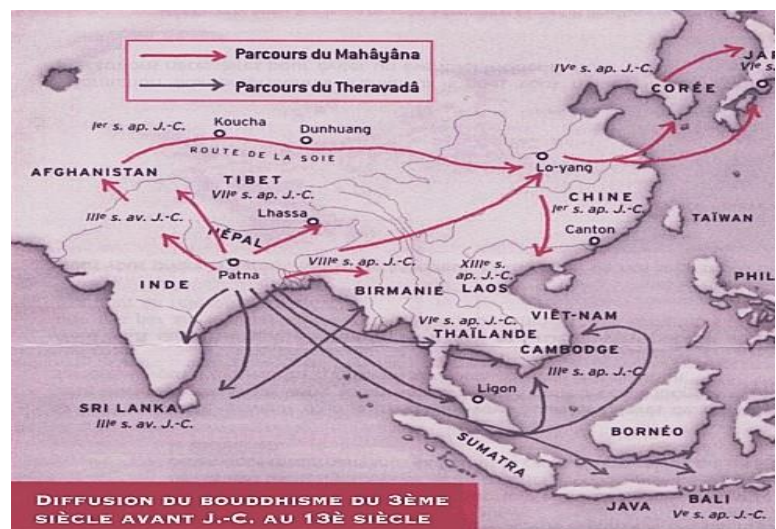 Parcours du Mahâyâna
Parcours du Theravadâ
IVe s. ap. J.-C.
CORÉE
VIe s.
Ier s. ap. J.-C.
Koucha
Dunhuang
ROUTE DE LA SOIE
AFGHANISTAN
TIBET
VIIe s. ap. J.-C.
Lhassa
Lo-yang
CHINE
Ier s. ap. J.-C.
Canton
TAÏWAN
IIIe s. av. J.-C.
NÉPAL
Patna
INDE
VIIIe s. ap. J.-C.
BIRMANIE
XIIIe s.
ap. J.-C.
LAOS
PHIL
VIe s. ap. J.-C.
THAÏLANDE
VIÊT-NAM
CAMBODGE
IIIe s. ap. J.-C.
Ligon
SRI LANKA
IIIe s. av. J.-C.
SUMATRA
BORNÉO
JAVA
BALI
Ve s. ap. J.-C.
DIFFUSION DU BOUDDHISME DU 3ÈME
SIÈCLE AVANT J.-C. AU 13È SIÈCLE